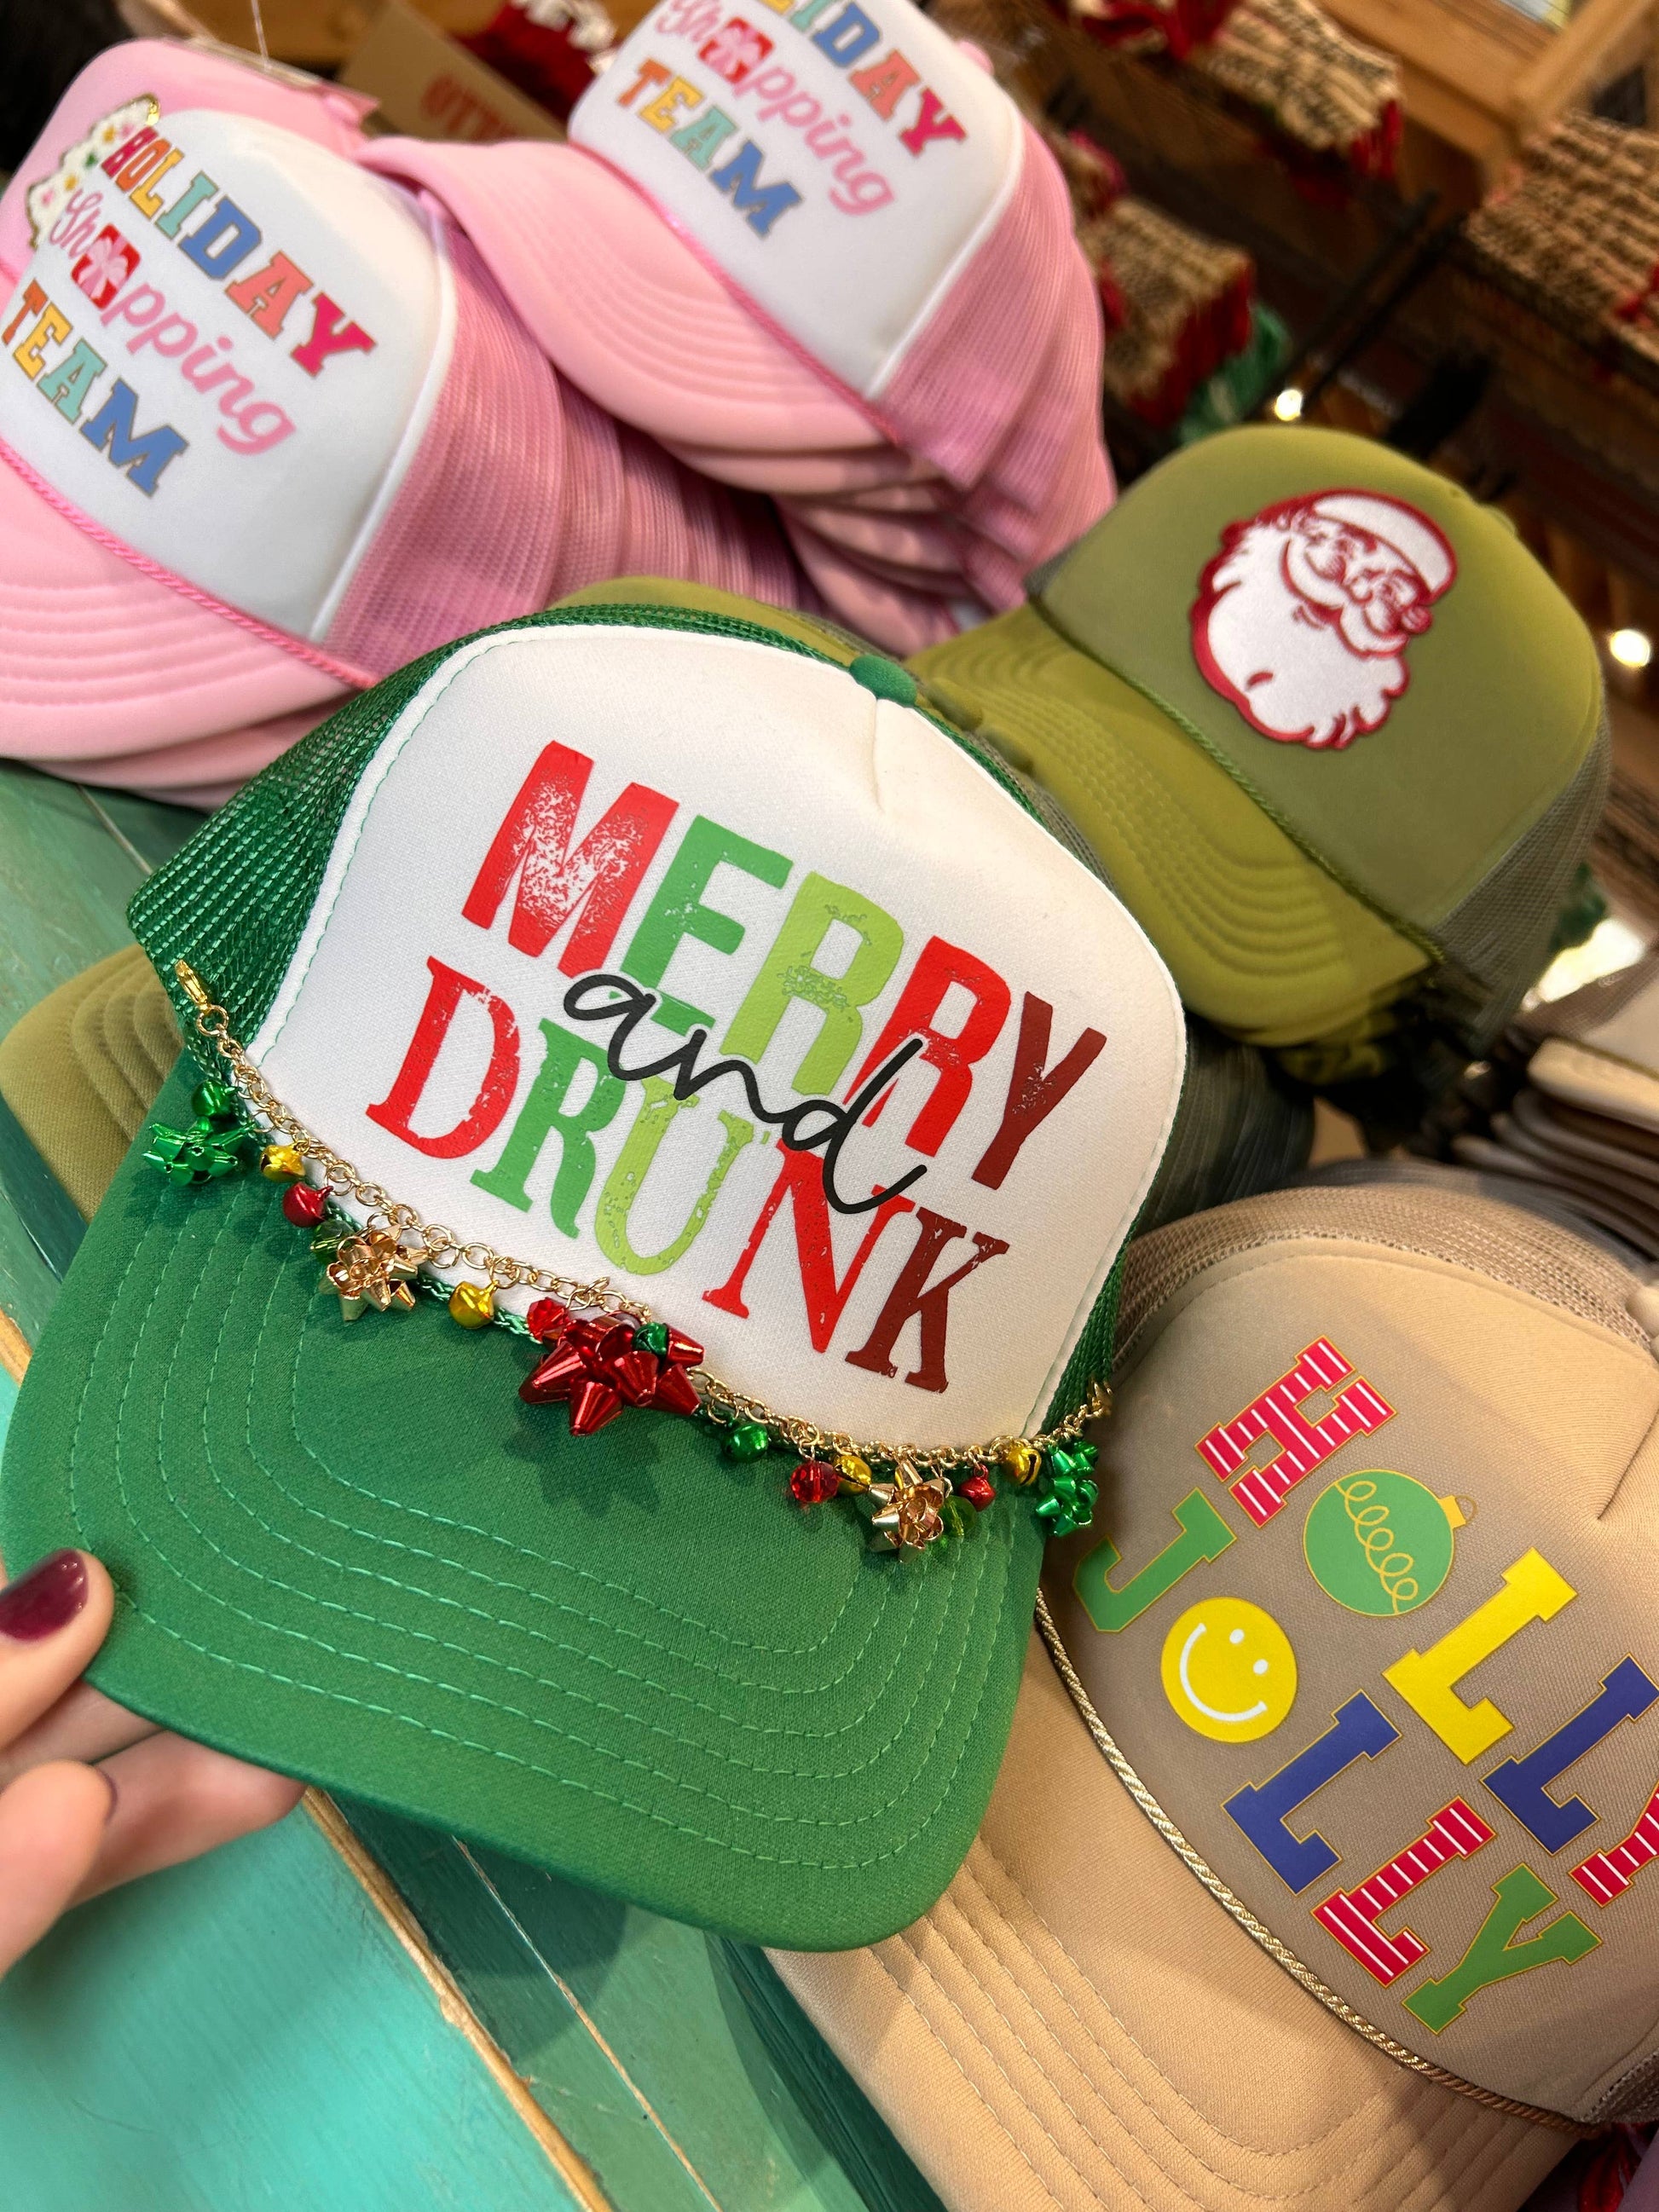 HOLIDAY
Shopping
TEAM
HOLIDAY
Shopping
TEAM
MERRY
and
DRUNK
HOLLY
JOLLY